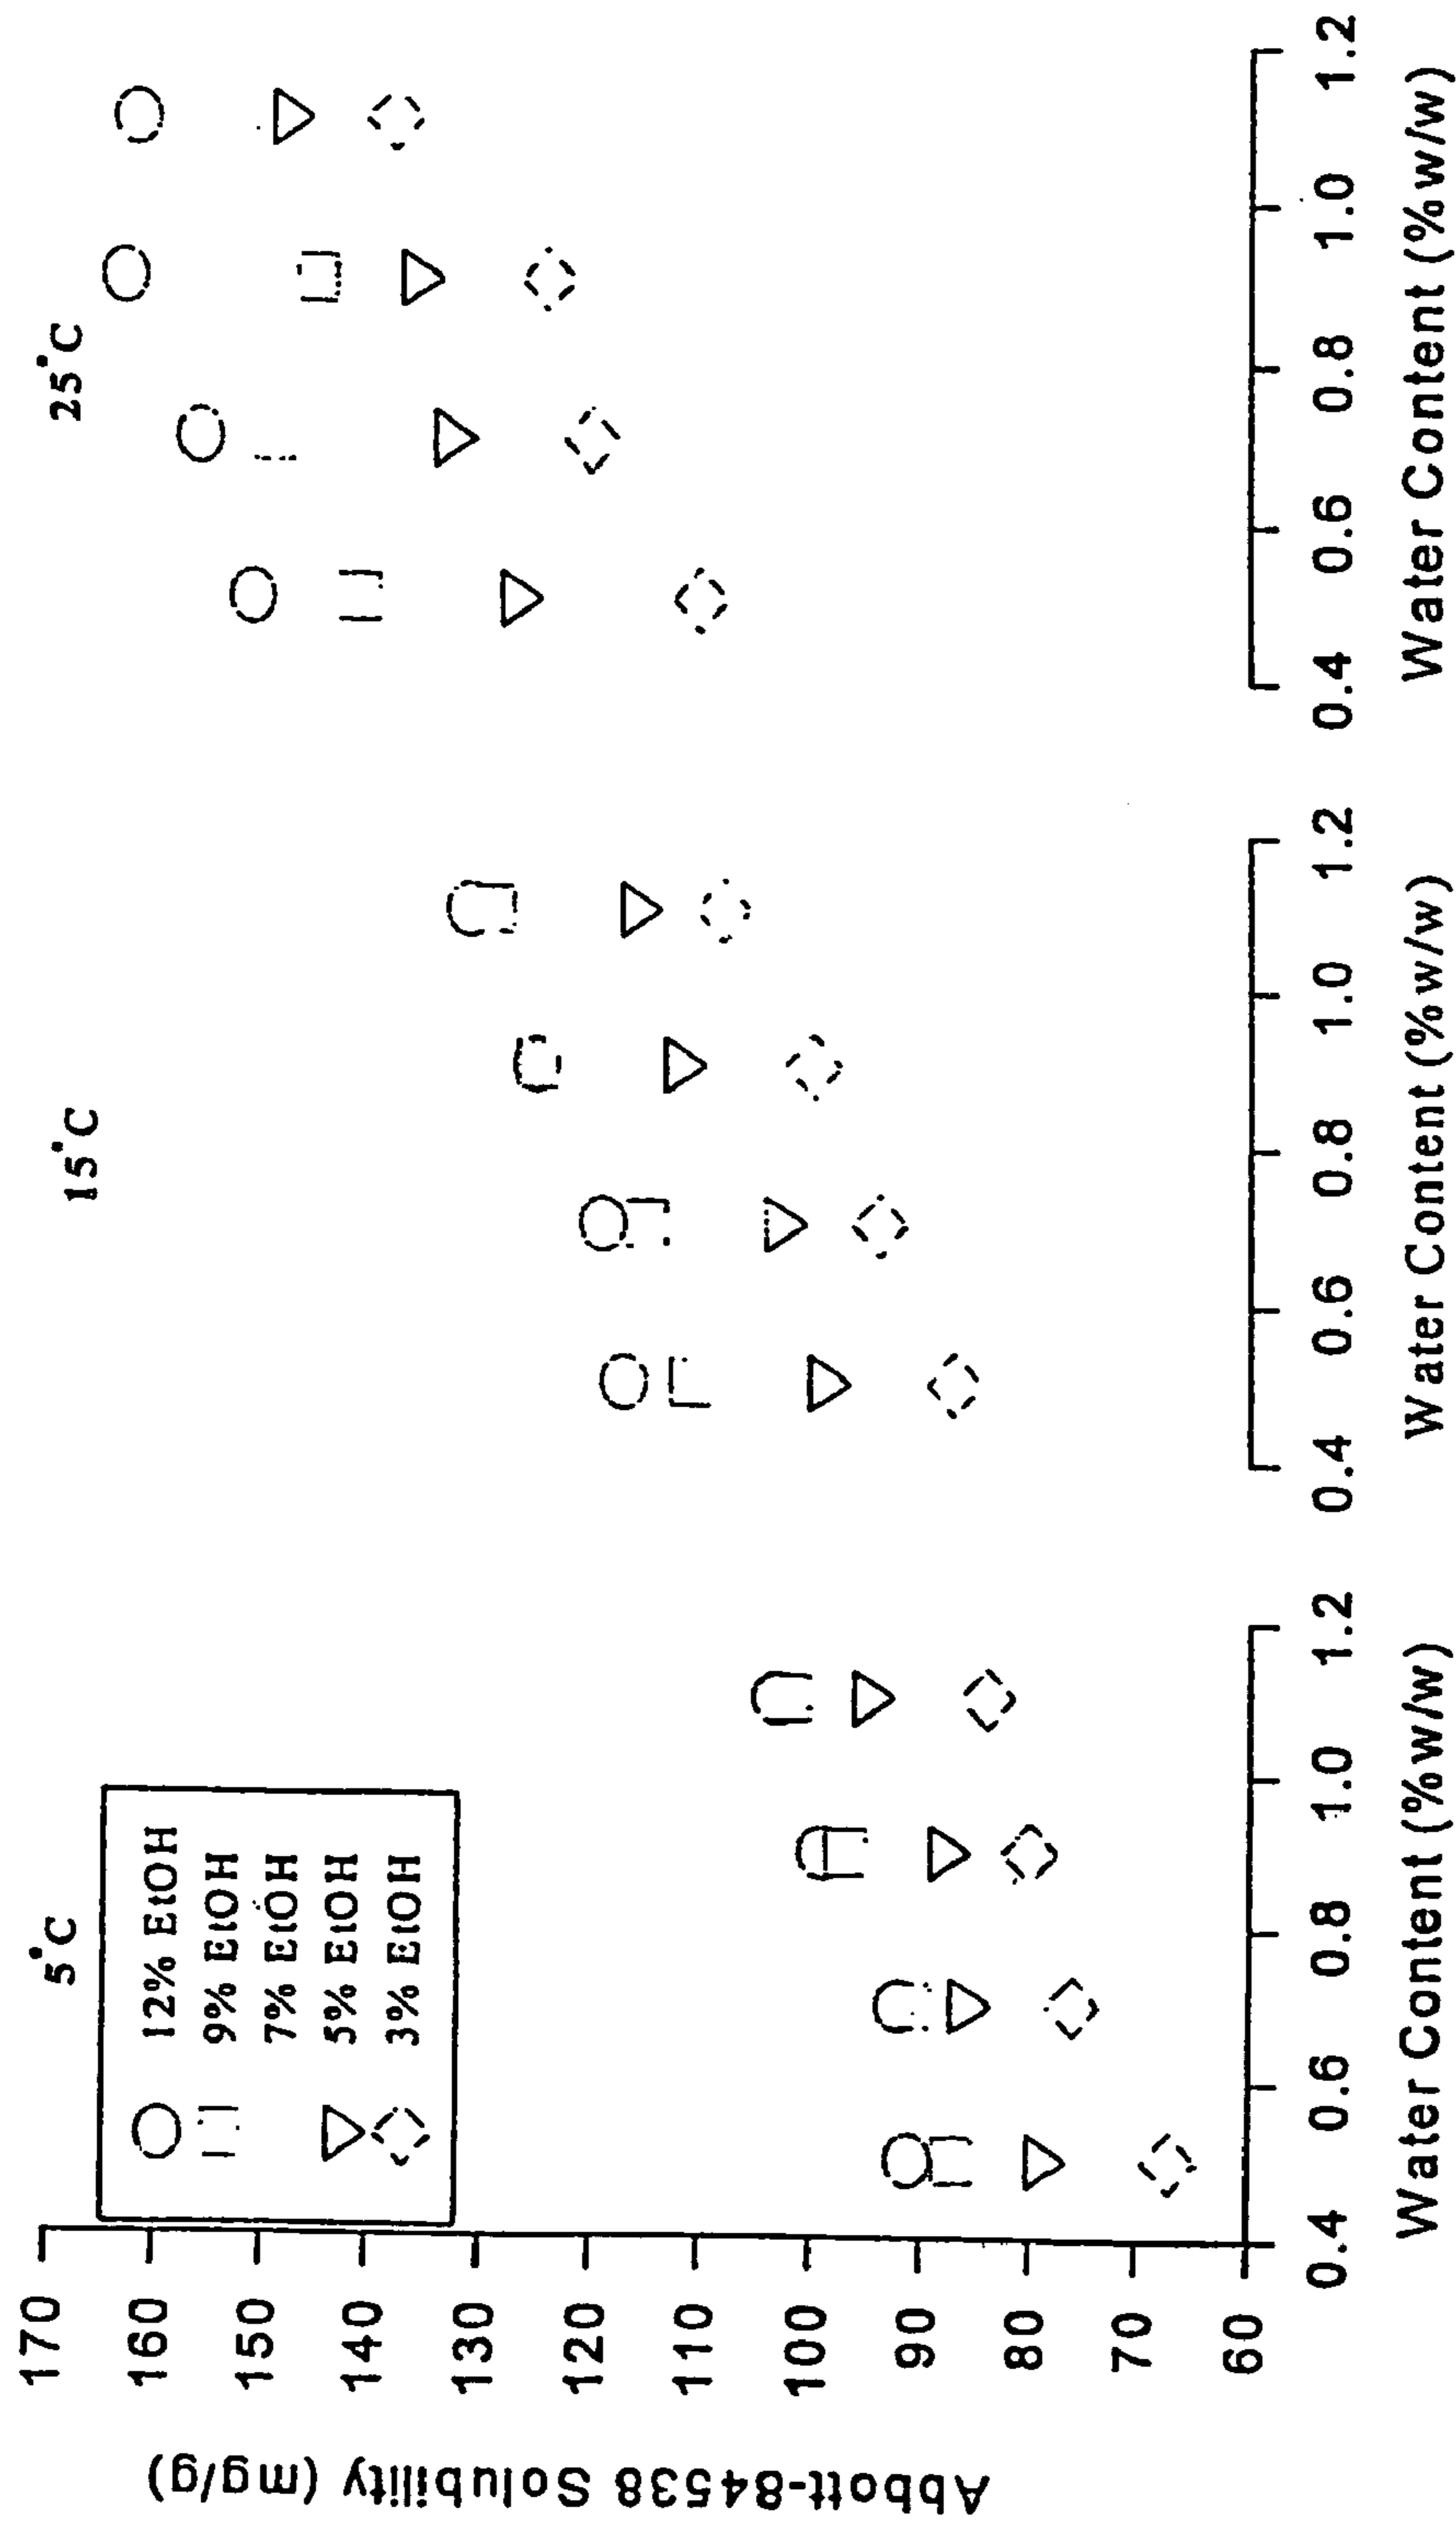 5°C
15°C
25°C
12% EtOH
9% EtOH
7% EtOH
5% EtOH
3% EtOH
Abbott-84538 Solubility (mg/g)
170
160
150
140
130
120
110
100
90
80
70
60
0.4 0.6 0.8 1.0 1.2
0.4 0.6 0.8 1.0 1.2
0.4 0.6 0.8 1.0 1.2
Water Content (%w/w)
Water Content (%w/w)
Water Content (%w/w)